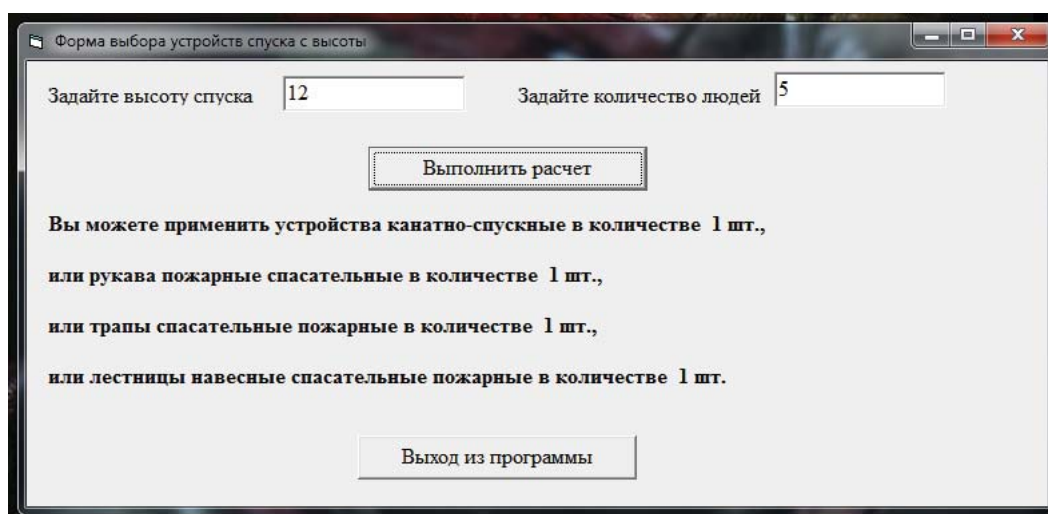 Форма выбора устройств спуска с высоты
Задайте высоту спуска 12 Задайте количество людей 5
Выполнить расчет
Вы можете применить устройства канатно-спускные в количестве 1 шт.,
или рукава пожарные спасательные в количестве 1 шт.,
или трапы спасательные пожарные в количестве 1 шт.,
или лестницы навесные спасательные пожарные в количестве 1 шт.
Выход из программы